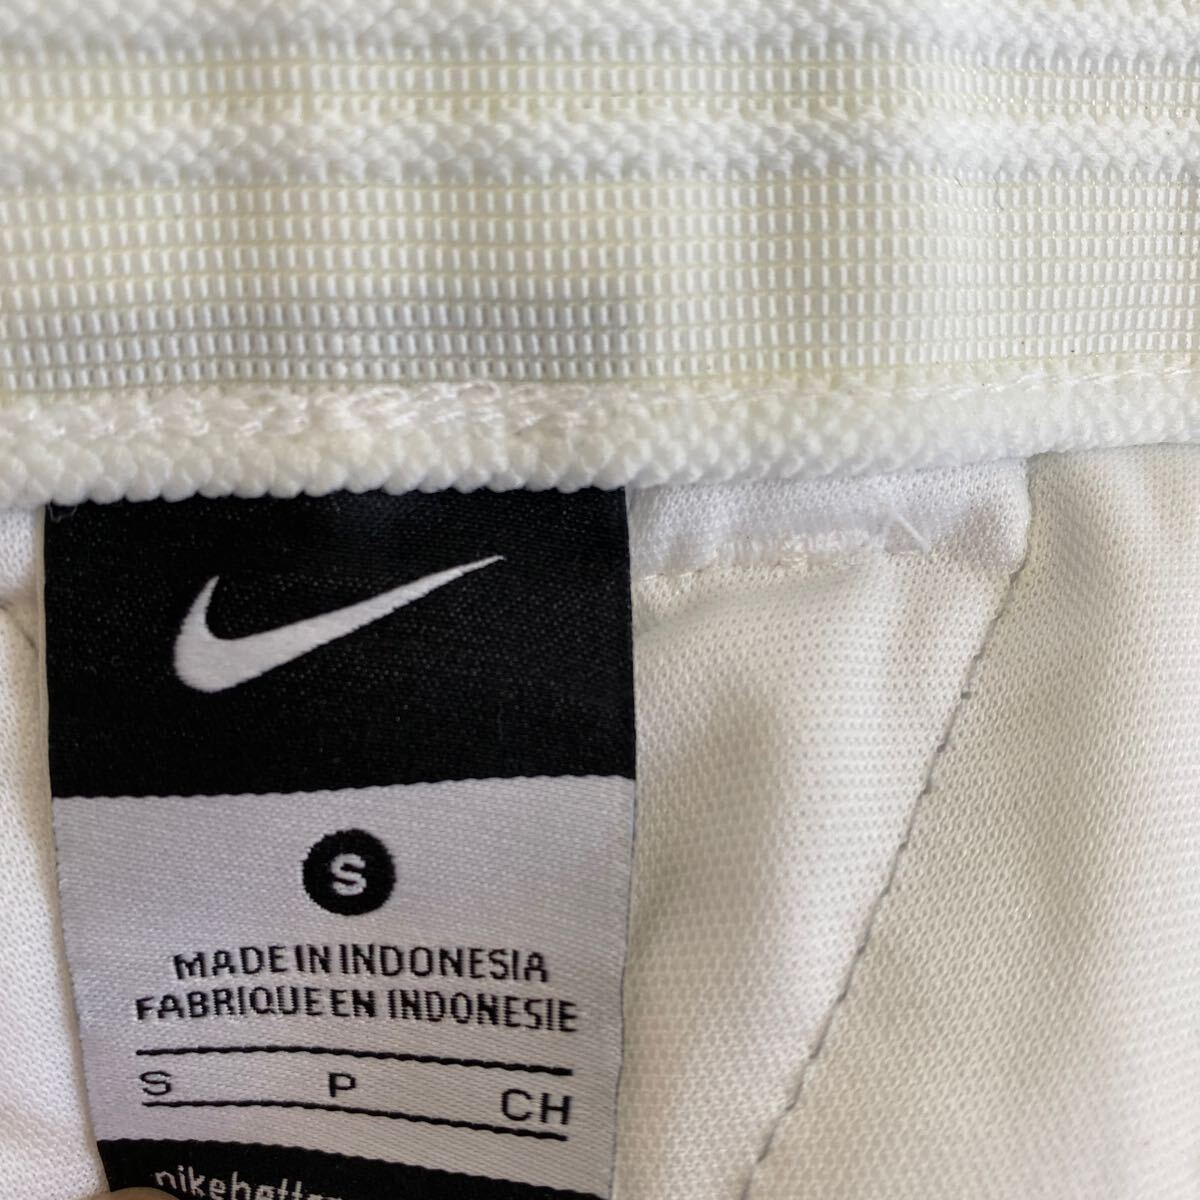 S
MADE IN INDONESIA
FABRIQUE EN INDONESIE
S P CH